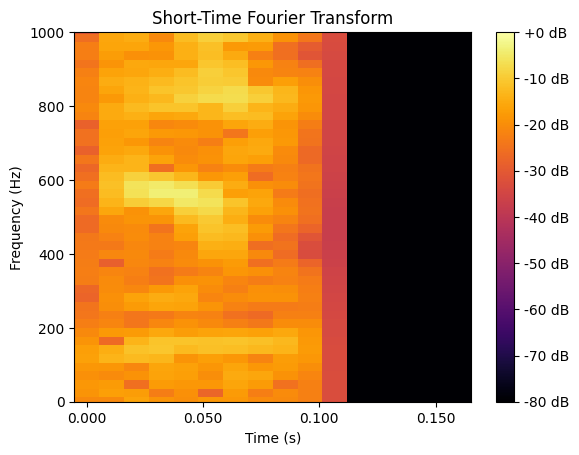 Short-Time Fourier Transform
1000
800
600
400
200
0
Frequency (Hz)
0.000
0.050
0.100
0.150
Time (s)
+0 dB
-10 dB
-20 dB
-30 dB
-40 dB
-50 dB
-60 dB
-70 dB
-80 dB